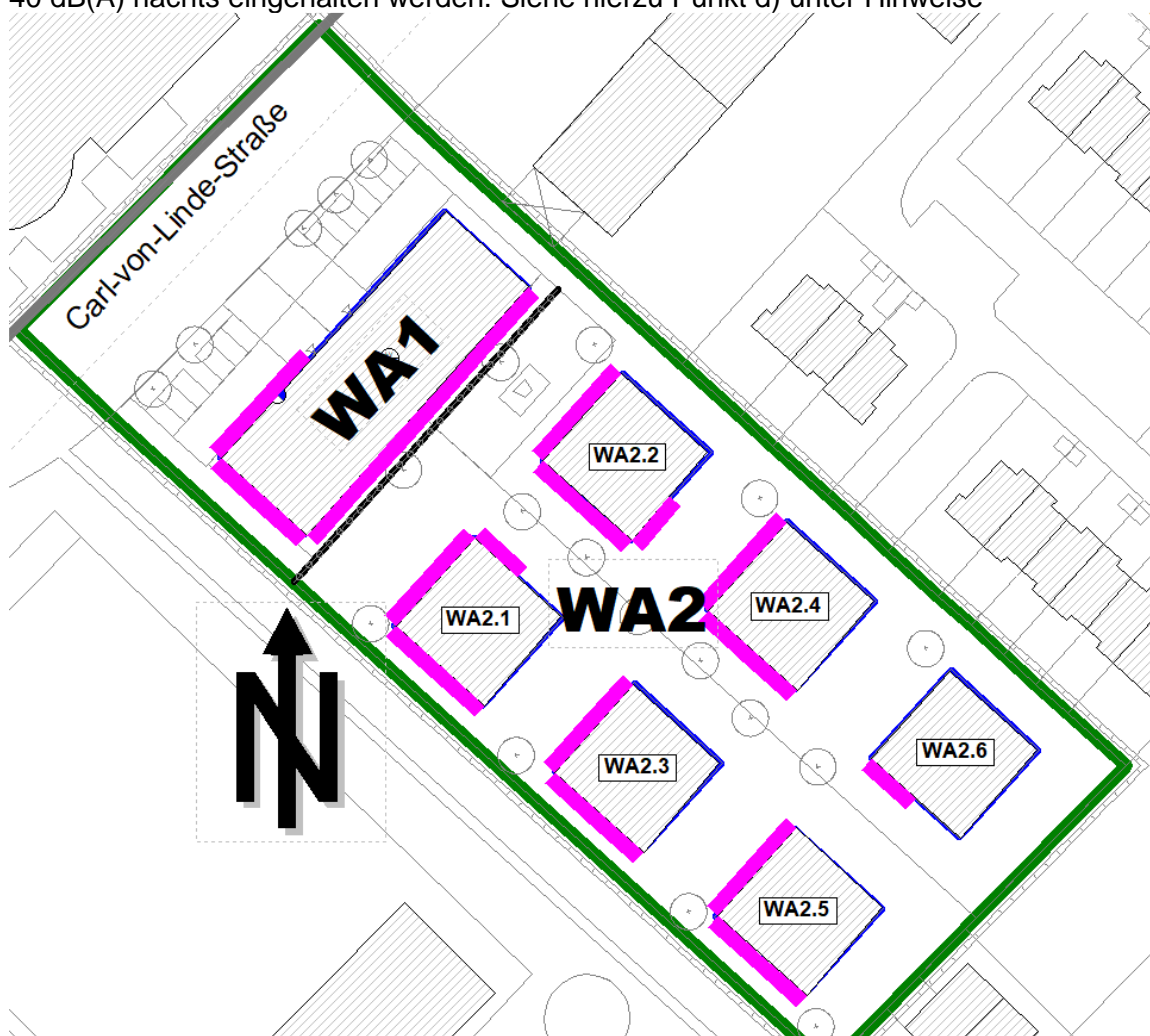 40 dB(A) nachts eingehalten werden. Siehe hierzu Punkt d) unter Hinweise
Carl-von-Linde-Straße
WA1
WA2.2
WA2.1
WA2
WA2.4
WA2.3
WA2.6
WA2.5
N